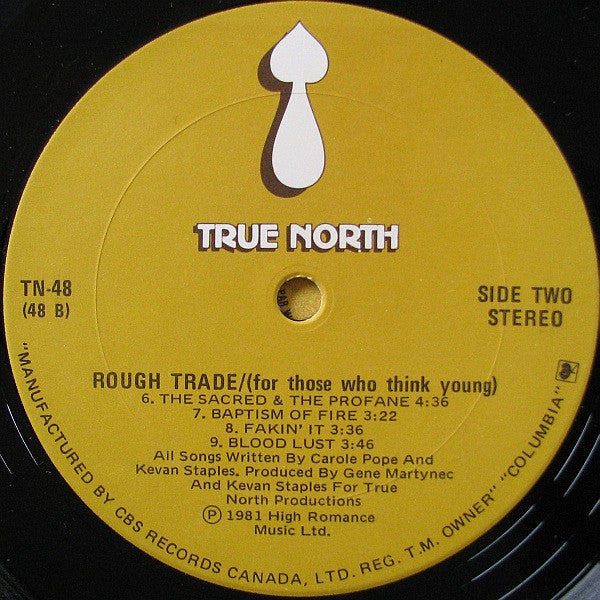 TRUE NORTH
TN-48
(48 B)
SIDE TWO
STEREO
ROUGH TRADE/(for those who think young)
6. THE SACRED & THE PROFANE 4:36
7. BAPTISM OF FIRE 3:22
8. FAKIN' IT 3:36
9. BLOOD LUST 3:46
All Songs Written By Carole Pope And
Kevan Staples. Produced By Gene Martynec
And Kevan Staples For True
North Productions
Ⓟ 1981 High Romance
Music Ltd.
"MANUFACTURED BY CBS RECORDS CANADA, LTD. REG. T.M. OWNER" "COLUMBIA"